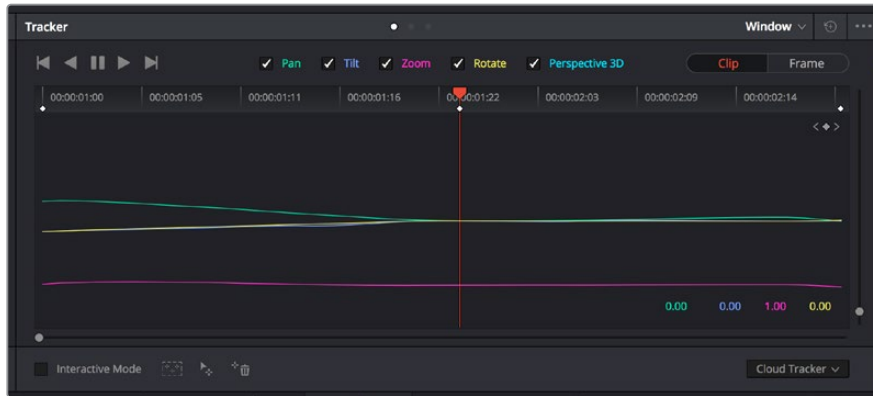 Tracker Window
Pan Tilt Zoom Rotate Perspective 3D Clip Frame
00:00:01:00 00:00:01:05 00:00:01:11 00:00:01:16 00:00:01:22 00:00:02:03 00:00:02:09 00:00:02:14
0.00 0.00 1.00 0.00
Interactive Mode Cloud Tracker